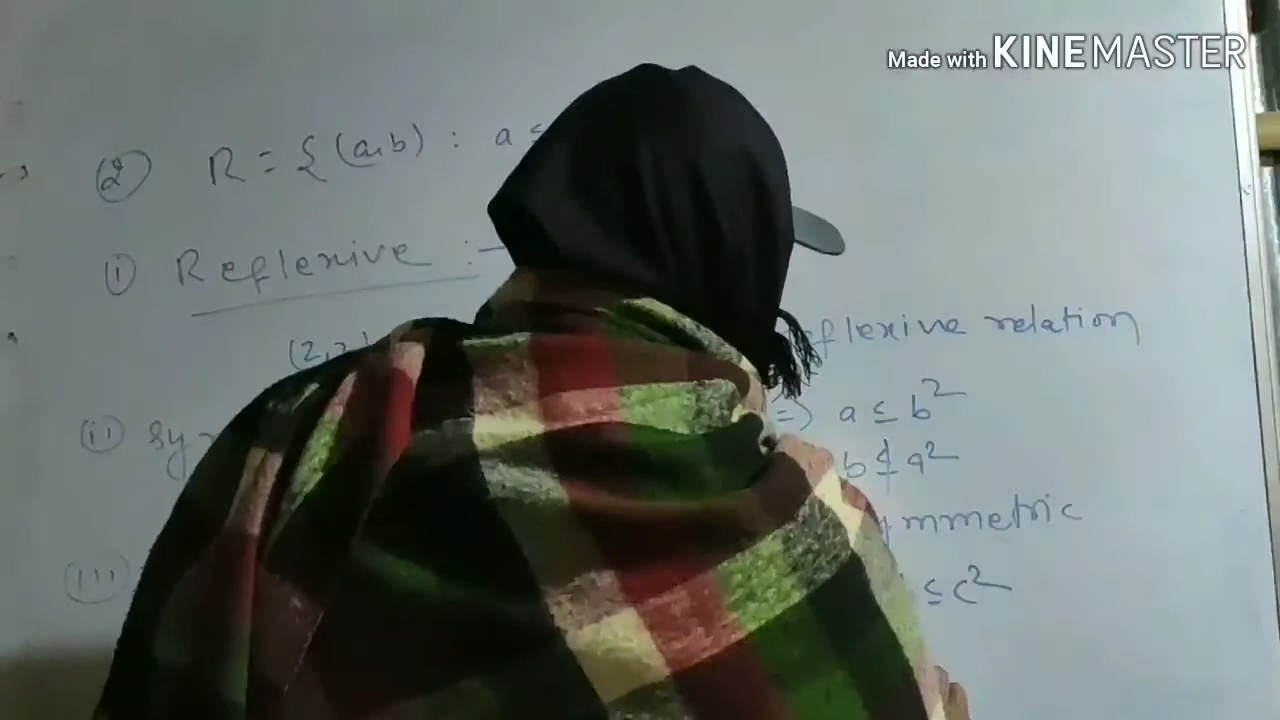 Made with KINEMASTER
② R = {(a,b) : a ≤
(i) Reflexive :-
(2,2) flexive relation
(ii) sy => a ≤ b²
b ≰ a²
mmetric
(iii) ≤ c²